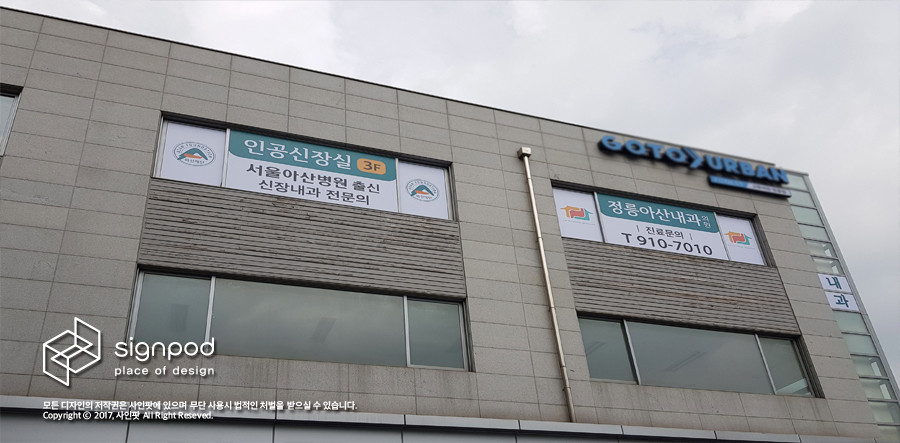 인공신장실 3F
서울아산병원 출신
신장내과 전문의
GOTOYURBAN
정릉아산내과의원
| 진료문의 |
T 910-7010
내
과
signpod
place of design
모든 디자인의 저작권은 사인팟에 있으며 무단 사용시 법적인 처벌을 받으실 수 있습니다.
Copyright ⓒ 2017, 사인팟 All Right Reseved.